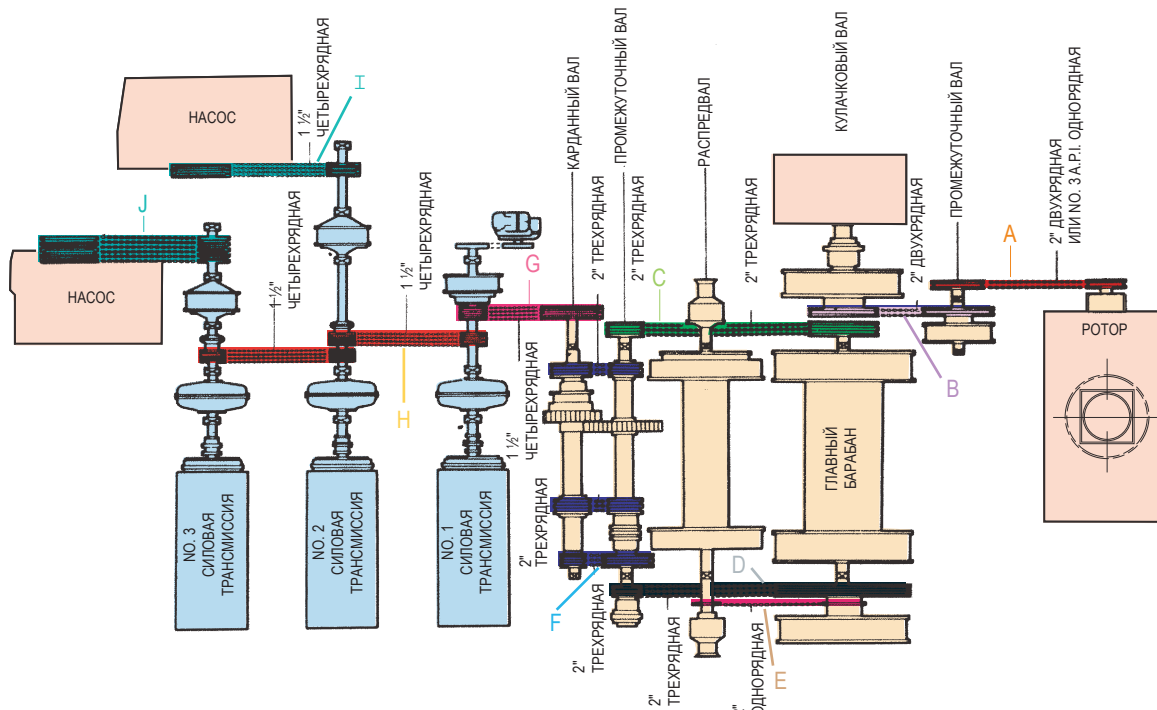 НАСОС
1 ½"
ЧЕТЫРЕХРЯДНАЯ
I
J
НАСОС
1-½"
ЧЕТЫРЕХРЯДНАЯ
1 ½"
ЧЕТЫРЕХРЯДНАЯ
H
G
1 ½"
ЧЕТЫРЕХРЯДНАЯ
КАРДАННЫЙ ВАЛ
2" ТРЕХРЯДНАЯ
ПРОМЕЖУТОЧНЫЙ ВАЛ
2" ТРЕХРЯДНАЯ
C
РАСПРЕДВАЛ
2" ТРЕХРЯДНАЯ
КУЛАЧКОВЫЙ ВАЛ
2" ДВУХРЯДНАЯ
ПРОМЕЖУТОЧНЫЙ ВАЛ
A
2" ДВУХРЯДНАЯ
ИЛИ NO. 3 A.P.I. ОДНОРЯДНАЯ
B
РОТОР
ГЛАВНЫЙ
БАРАБАН
NO. 3
СИЛОВАЯ
ТРАНСМИССИЯ
NO. 2
СИЛОВАЯ
ТРАНСМИССИЯ
NO. 1
СИЛОВАЯ
ТРАНСМИССИЯ
2"
ТРЕХРЯДНАЯ
F
2"
ТРЕХРЯДНАЯ
2"
ТРЕХРЯДНАЯ
D
E
ОДНОРЯДНАЯ